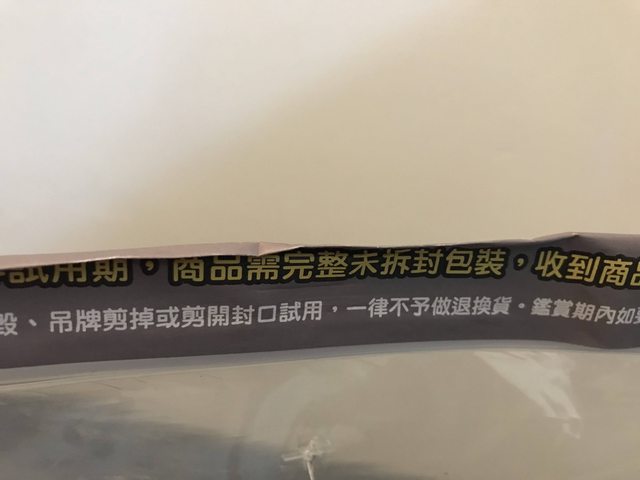 試用期，商品需完整未拆封包裝，收到商品
毀、吊牌剪掉或剪開封口試用，一律不予做退換貨。鑑賞期內如